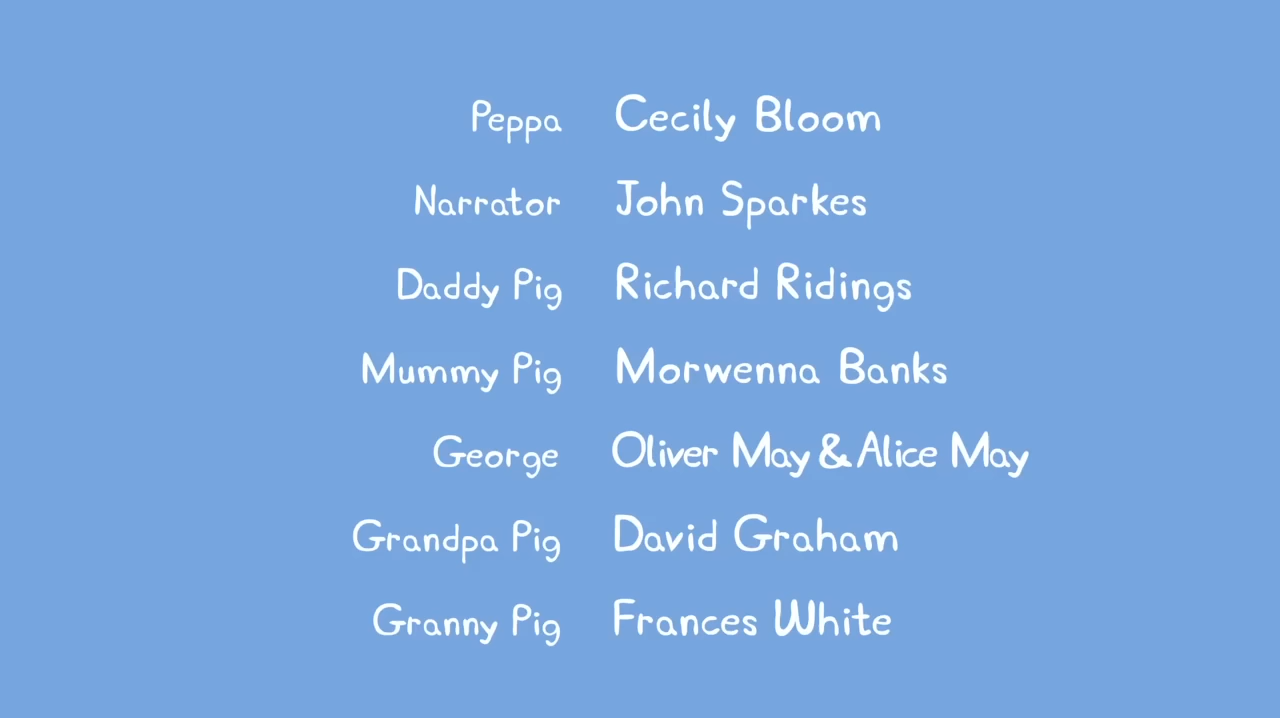 Peppa Cecily Bloom
Narrator John Sparkes
Daddy Pig Richard Ridings
Mummy Pig Morwenna Banks
George Oliver May & Alice May
Grandpa Pig David Graham
Granny Pig Frances White